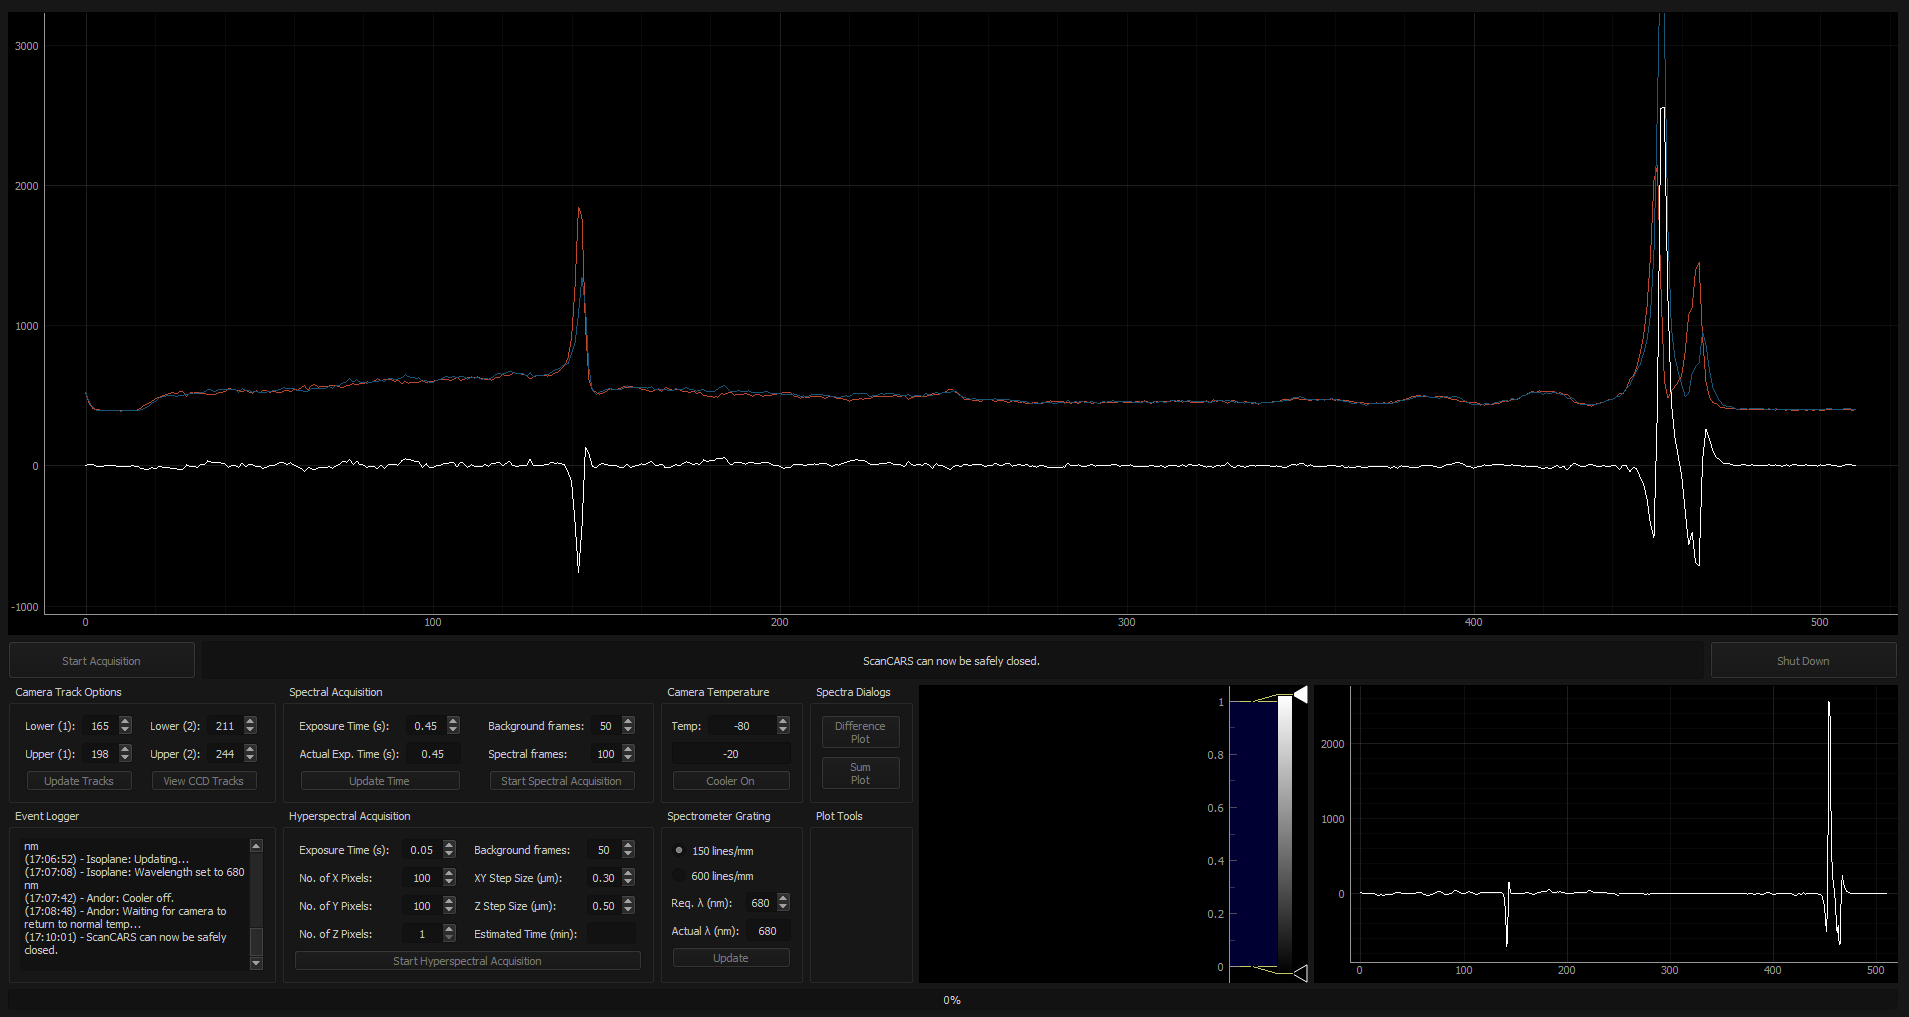 3000
2000
1000
0
-1000
0 100 200 300 400 500
Start Acquisition
ScanCARS can now be safely closed.
Shut Down
Camera Track Options
Lower (1): 165 Lower (2): 211
Upper (1): 198 Upper (2): 244
Update Tracks View CCD Tracks
Spectral Acquisition
Exposure Time (s): 0.45 Background frames: 50
Actual Exp. Time (s): 0.45 Spectral frames: 100
Update Time Start Spectral Acquisition
Camera Temperature
Temp: -80
-20
Cooler On
Spectra Dialogs
Difference
Plot
Sum
Plot
Event Logger
nm
(17:06:52) - Isoplane: Updating...
(17:07:08) - Isoplane: Wavelength set to 680
nm
(17:07:42) - Andor: Cooler off.
(17:08:48) - Andor: Waiting for camera to
return to normal temp...
(17:10:01) - ScanCARS can now be safely
closed.
Hyperspectral Acquisition
Exposure Time (s): 0.05 Background frames: 50
No. of X Pixels: 100 XY Step Size (μm): 0.30
No. of Y Pixels: 100 Z Step Size (μm): 0.50
No. of Z Pixels: 1 Estimated Time (min):
Start Hyperspectral Acquisition
Spectrometer Grating
150 lines/mm
600 lines/mm
Req. λ (nm): 680
Actual λ (nm): 680
Update
Plot Tools
1
0.8
0.6
0.4
0.2
0
2000
1000
0
0 100 200 300 400 500
0%